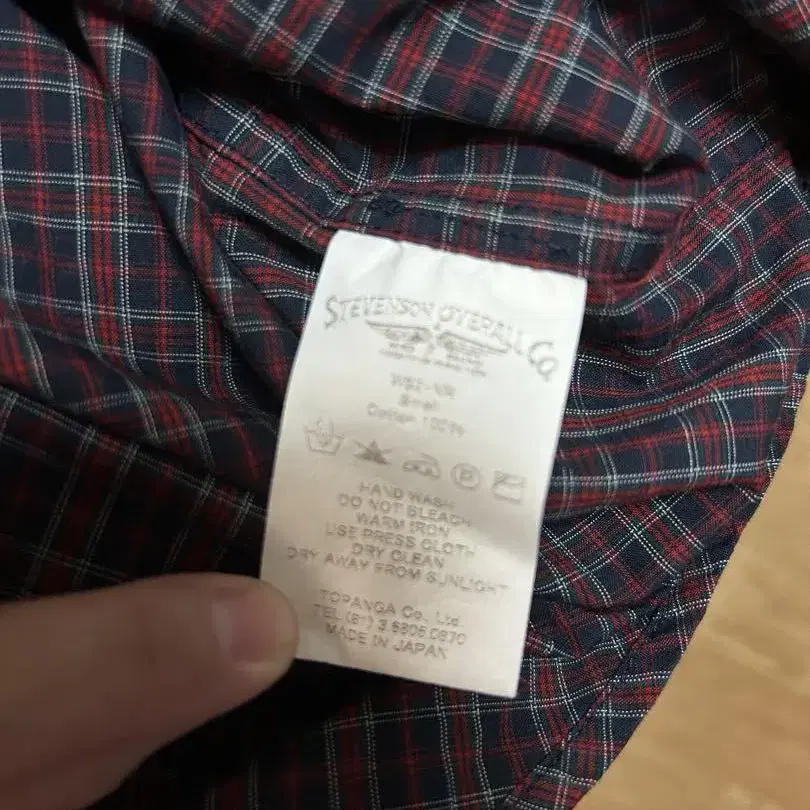 STEVENSON OVERALL Co.
Small
Cotton 100%
P
HAND WASH
DO NOT BLEACH
WARM IRON
USE PRESS CLOTH
DRY CLEAN
DRY AWAY FROM SUNLIGHT
TOPANGA Co., Ltd.
TEL (81) 3.6805.0870
MADE IN JAPAN